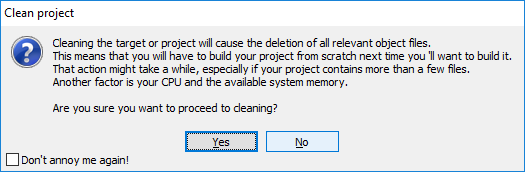 Clean project
Cleaning the target or project will cause the deletion of all relevant object files.
This means that you will have to build your project from scratch next time you 'll want to build it.
That action might take a while, especially if your project contains more than a few files.
Another factor is your CPU and the available system memory.
Are you sure you want to proceed to cleaning?
Yes No
Don't annoy me again!